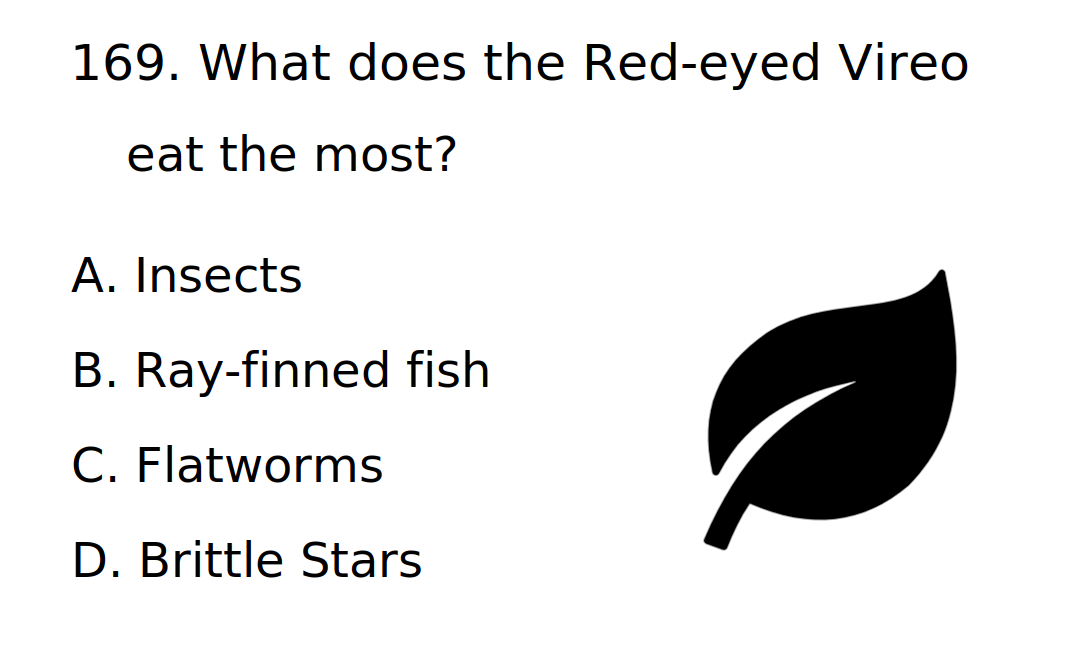 169. What does the Red-eyed Vireo
eat the most?
A. Insects
B. Ray-finned fish
C. Flatworms
D. Brittle Stars